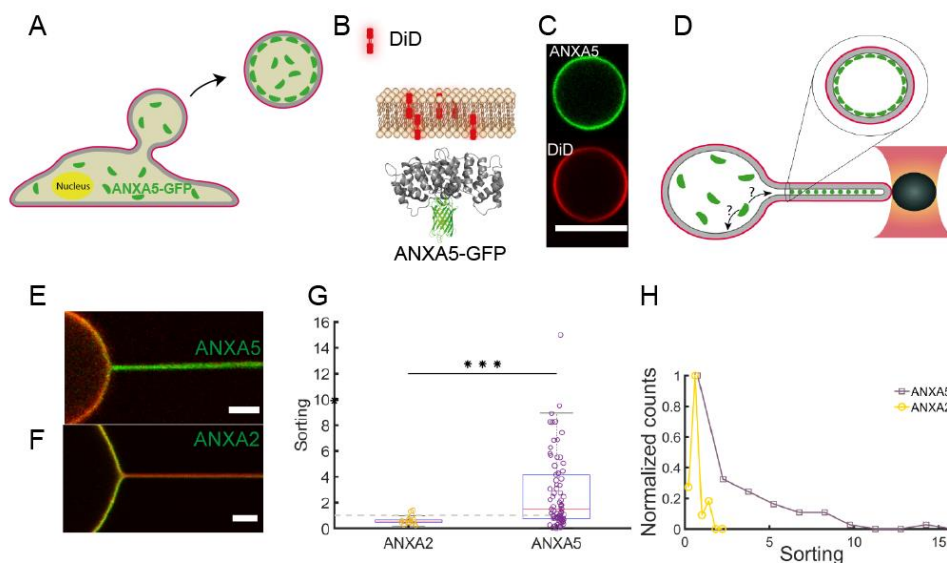 A
Nucleus
ANXA5-GFP
B
DiD
ANXA5-GFP
C
ANXA5
DiD
D
?
?
E
ANXA5
F
ANXA2
G
16
14
12
10
8
6
4
2
0
Sorting
***
ANXA2
ANXA5
H
Normalized counts
1
0.8
0.6
0.4
0.2
0
0
5
10
15
Sorting
ANXA5
ANXA2